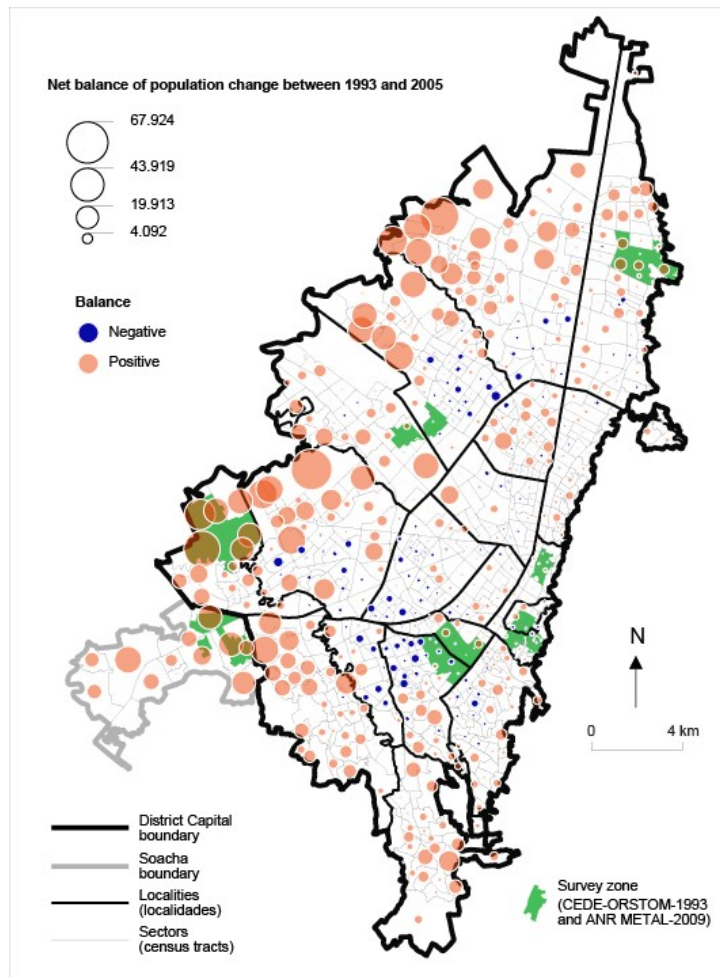 Net balance of population change between 1993 and 2005
67.924
43.919
19.913
4.092
Balance
Negative
Positive
N
0 4 km
District Capital
boundary
Soacha
boundary
Localities
(localidades)
Sectors
(census tracts)
Survey zone
(CEDE-ORSTOM-1993
and ANR METAL-2009)